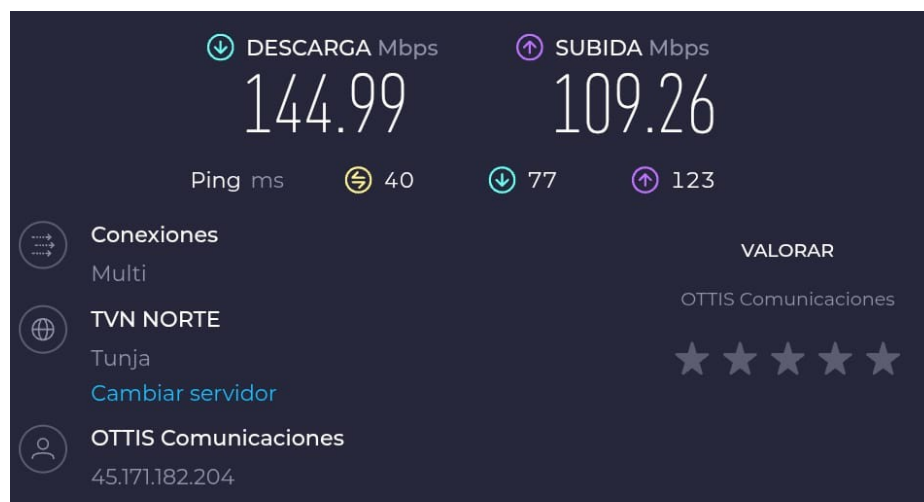 DESCARGA Mbps
144.99
SUBIDA Mbps
109.26
Ping ms 40 77 123
Conexiones
Multi
TVN NORTE
Tunja
Cambiar servidor
OTTIS Comunicaciones
45.171.182.204
VALORAR
OTTIS Comunicaciones